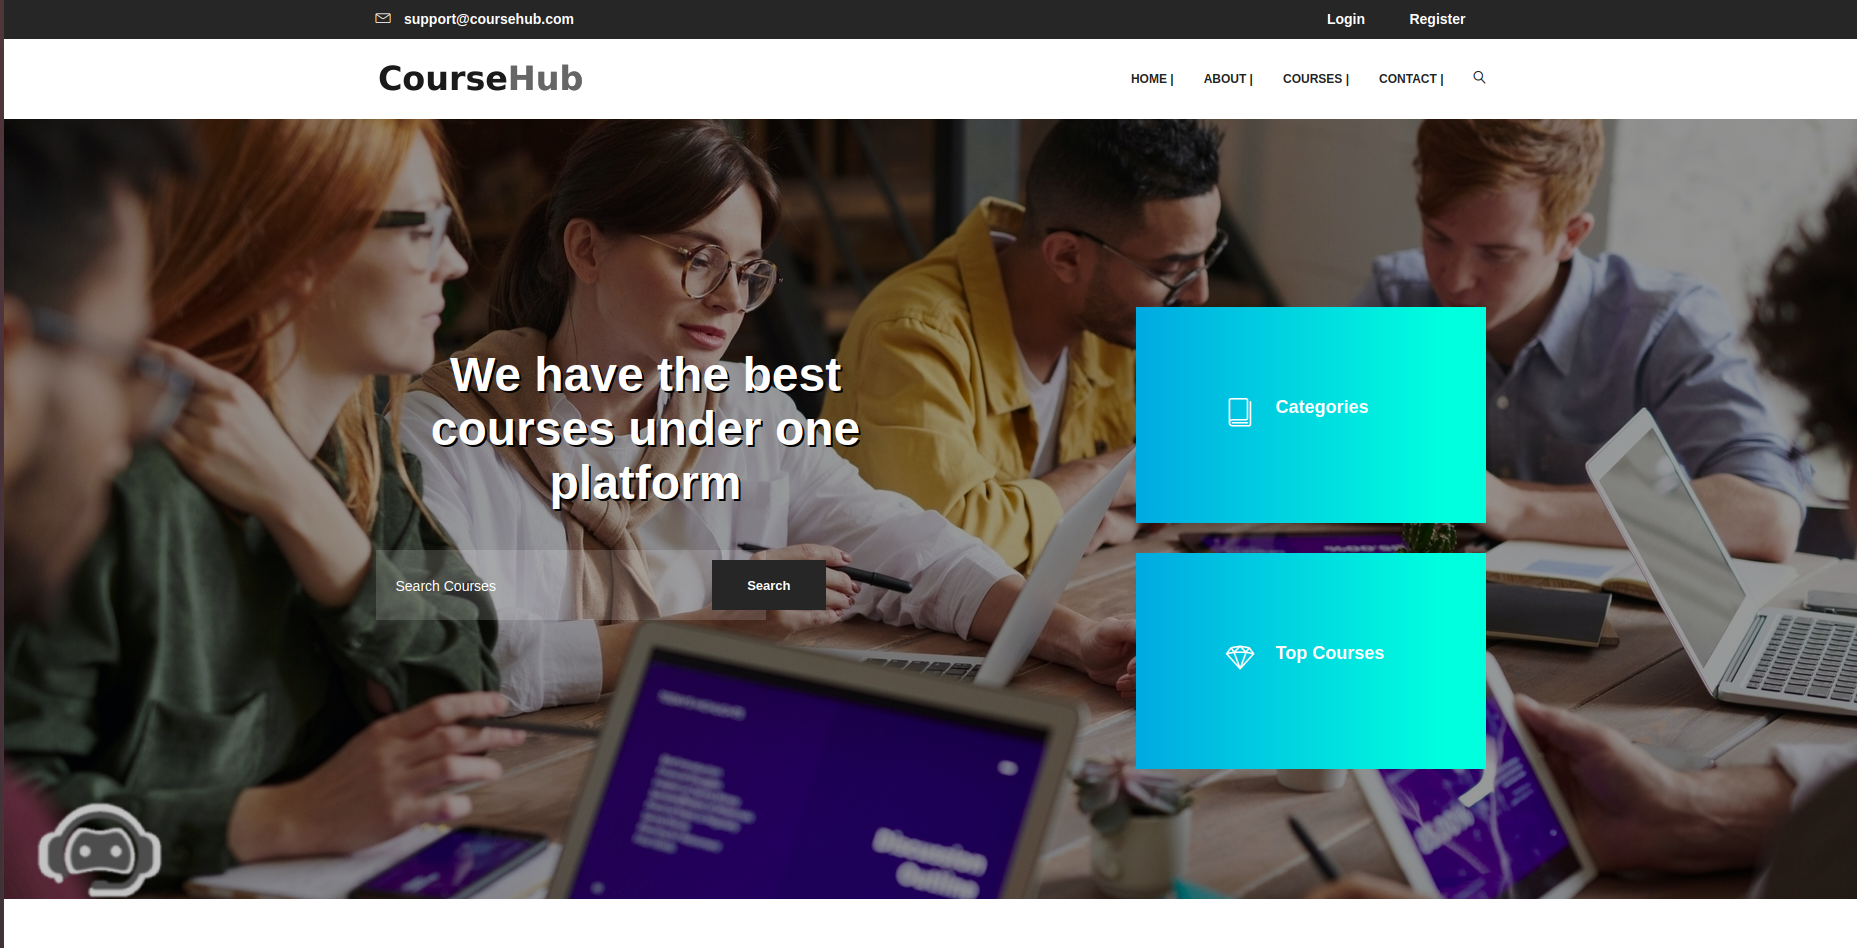 support@coursehub.com
Login
Register
CourseHub
HOME |
ABOUT |
COURSES |
CONTACT |
We have the best
courses under one
platform
Categories
Search Courses
Search
Top Courses
Discussion
Outline